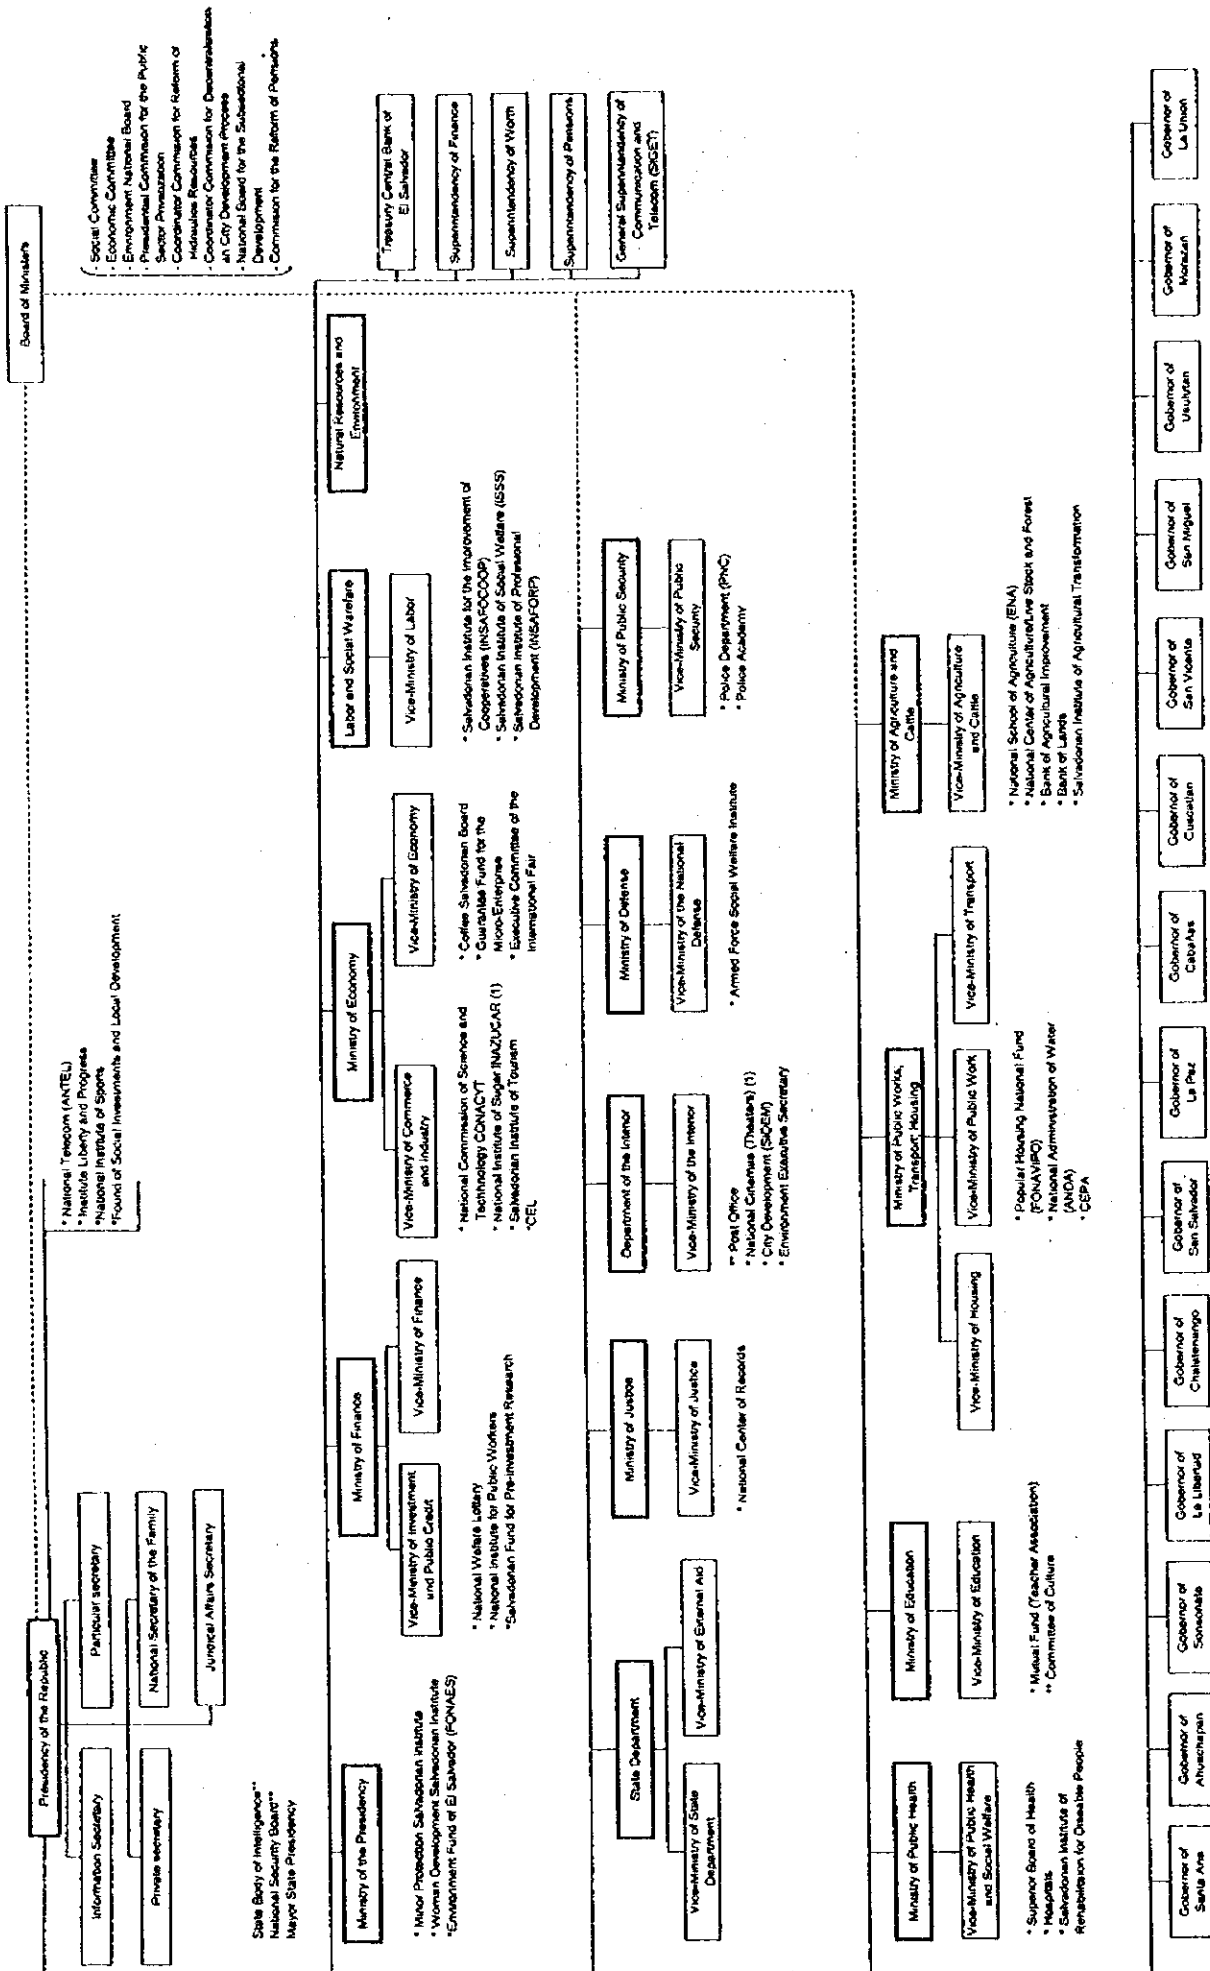 Board of Ministers
- Social Committee
- Economic Committee
- Environment National Board
- Presidential Commission for the Public
Sector Privatization
- Coordinator Commission for Reform of
Hidraulics Resources
- Coordinator Commission for Decentralization
an City Development Process
- National Board for the Subsectorial
Development
- Commission for the Reform of Pensions
Presidency of the Republic
Information Secretary
Particular secretary
Private secretary
National Secretary of the Family
Juridical Affairs Secretary
* National Telecom (ANTEL)
* Institute Liberty and Progress
*National Institute of Sports
*Found of Social Investments and Local Development
State Body of Intelligence**
National Security Board**
Mayor State Presidency
Treasury Central Bank of
El Salvador
Superintendency of Finance
Superintendency of Worth
Superintendency of Pensions
General Superintendency of
Communication and
Telecom (SIGET)
Ministry of the Presidency
* Minor Protection Salvadorian Institute
* Woman Development Salvadorian Institute
*Environment Fund of El Salvador (FONAES)
Ministry of Finance
Vice-Ministry of Investment
and Public Credit
Vice-Ministry of Finance
* National Welfare Lottery
* National Institute for Public Workers
*Salvadorian Fund for Pre-investment Research
Ministry of Economy
Vice-Ministry of Commerce
and Industry
Vice-Ministry of Economy
* National Commission of Science and
Technology CONACYT
* National Institute of Sugar INAZUCAR (1)
* Salvadorian Institute of Tourism
*CEL
* Coffee Salvadorian Board
* Guarantee Fund for the
Micro-Enterprise
* Executive Committee of the
International Fair
Labor and Social Warefare
Vice-Ministry of Labor
* Salvadorian Institute for the Improvement of
Cooperatives (INSAFOCOOP)
* Salvadorian Institute of Social Welfare (ISSS)
* Salvadorian Institute of Professional
Development (INSAFORP)
Natural Resources and
Environment
State Department
Vice-Ministry of State
Department
Vice-Ministry of External Aid
Ministry of Justice
Vice-Ministry of Justice
* National Center of Records
Department of the Interior
Vice-Ministry of the Interior
** Post Office
* National Cinemas (Theaters) (1)
* City Development (SIDEM)
* Environment Executive Secretary
Ministry of Defense
Vice-Ministry of the National
Defense
* Armed Force Social Welfare Institute
Ministry of Public Security
Vice-Ministry of Public
Security
* Police Department (PNC)
* Police Academy
Ministry of Public Health
Vice-Ministry of Public Health
and Social Welfare
* Superior Board of Health
* Hospitals
* Salvadorian Institute of
Rehabilitation for Diseable People
Ministry of Education
Vice-Ministry of Education
* Mutual Fund (Teacher Association)
** Committee of Culture
Ministry of Public Works,
Transport, Housing
Vice-Ministry of Housing
Vice-Ministry of Public Work
Vice-Ministry of Transport
* Popular Housing National Fund
(FONAVIPO)
* National Administration of Water
(ANDA)
* CEPA
Ministry of Agriculture and
Cattle
Vice-Ministry of Agriculture
and Cattle
* National School of Agriculture (ENA)
* National Center of Agriculture/Live Stock and Forest
* Bank of Agricultural Improvement
* Bank of Lands
* Salvadorian Institute of Agricultural Transformation
Gobernor of
Santa Ana
Gobernor of
Ahuachapan
Gobernor of
Sonsonate
Gobernor of
La Libertad
Gobernor of
Chalatenango
Gobernor of
San Salvador
Gobernor of
La Paz
Gobernor of
Cabañas
Gobernor of
Cuscatlan
Gobernor of
San Vicente
Gobernor of
San Miguel
Gobernor of
Usulutan
Gobernor of
Morazan
Gobernor of
La Union